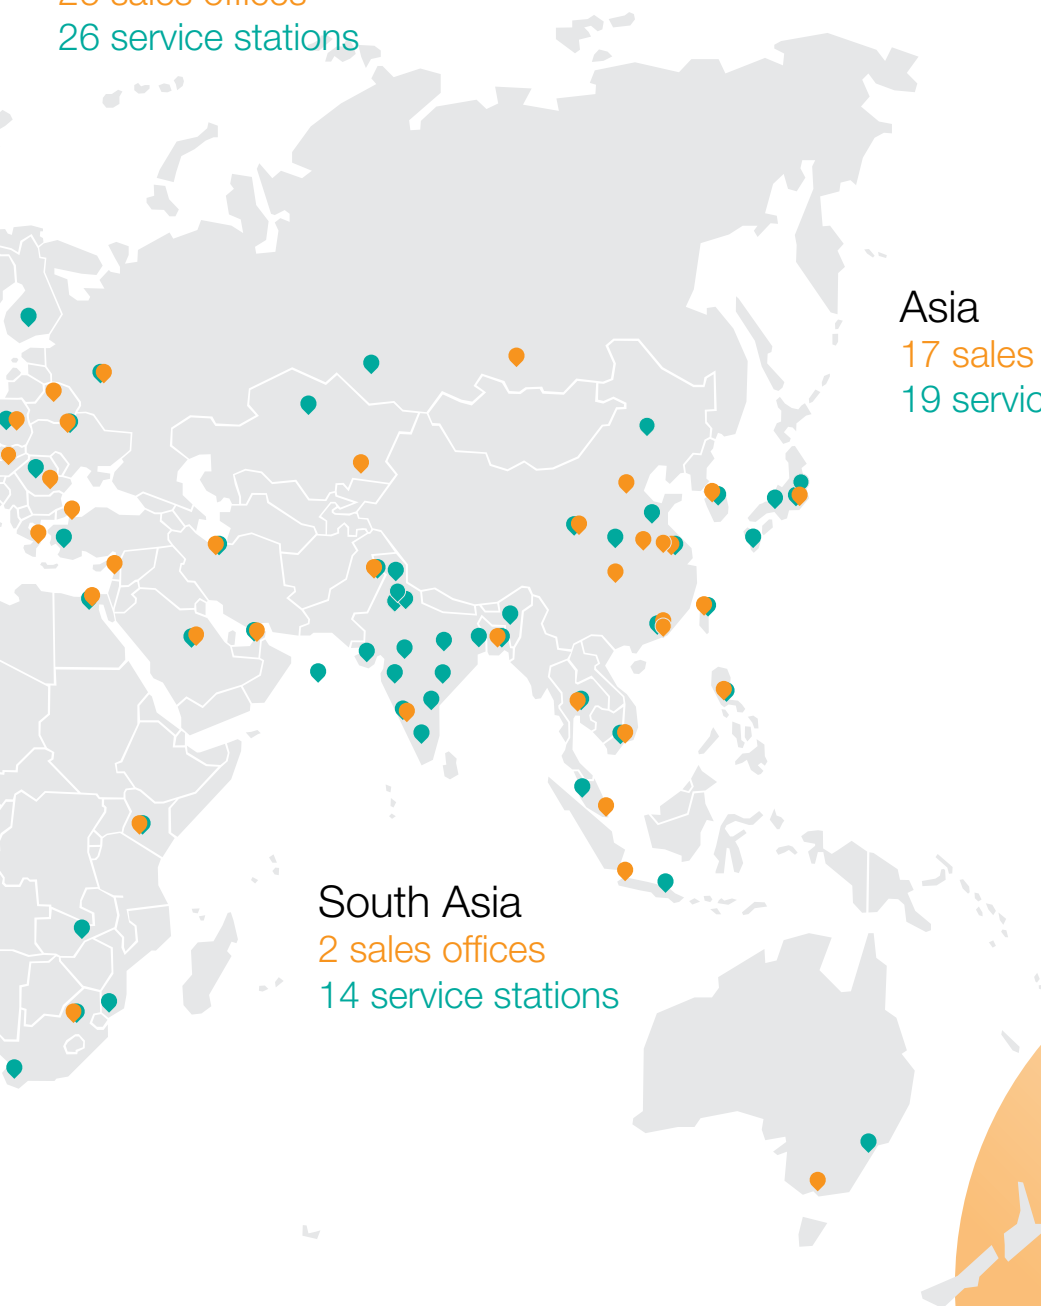 26 service stations
Asia
17 sales
19 servic
South Asia
2 sales offices
14 service stations